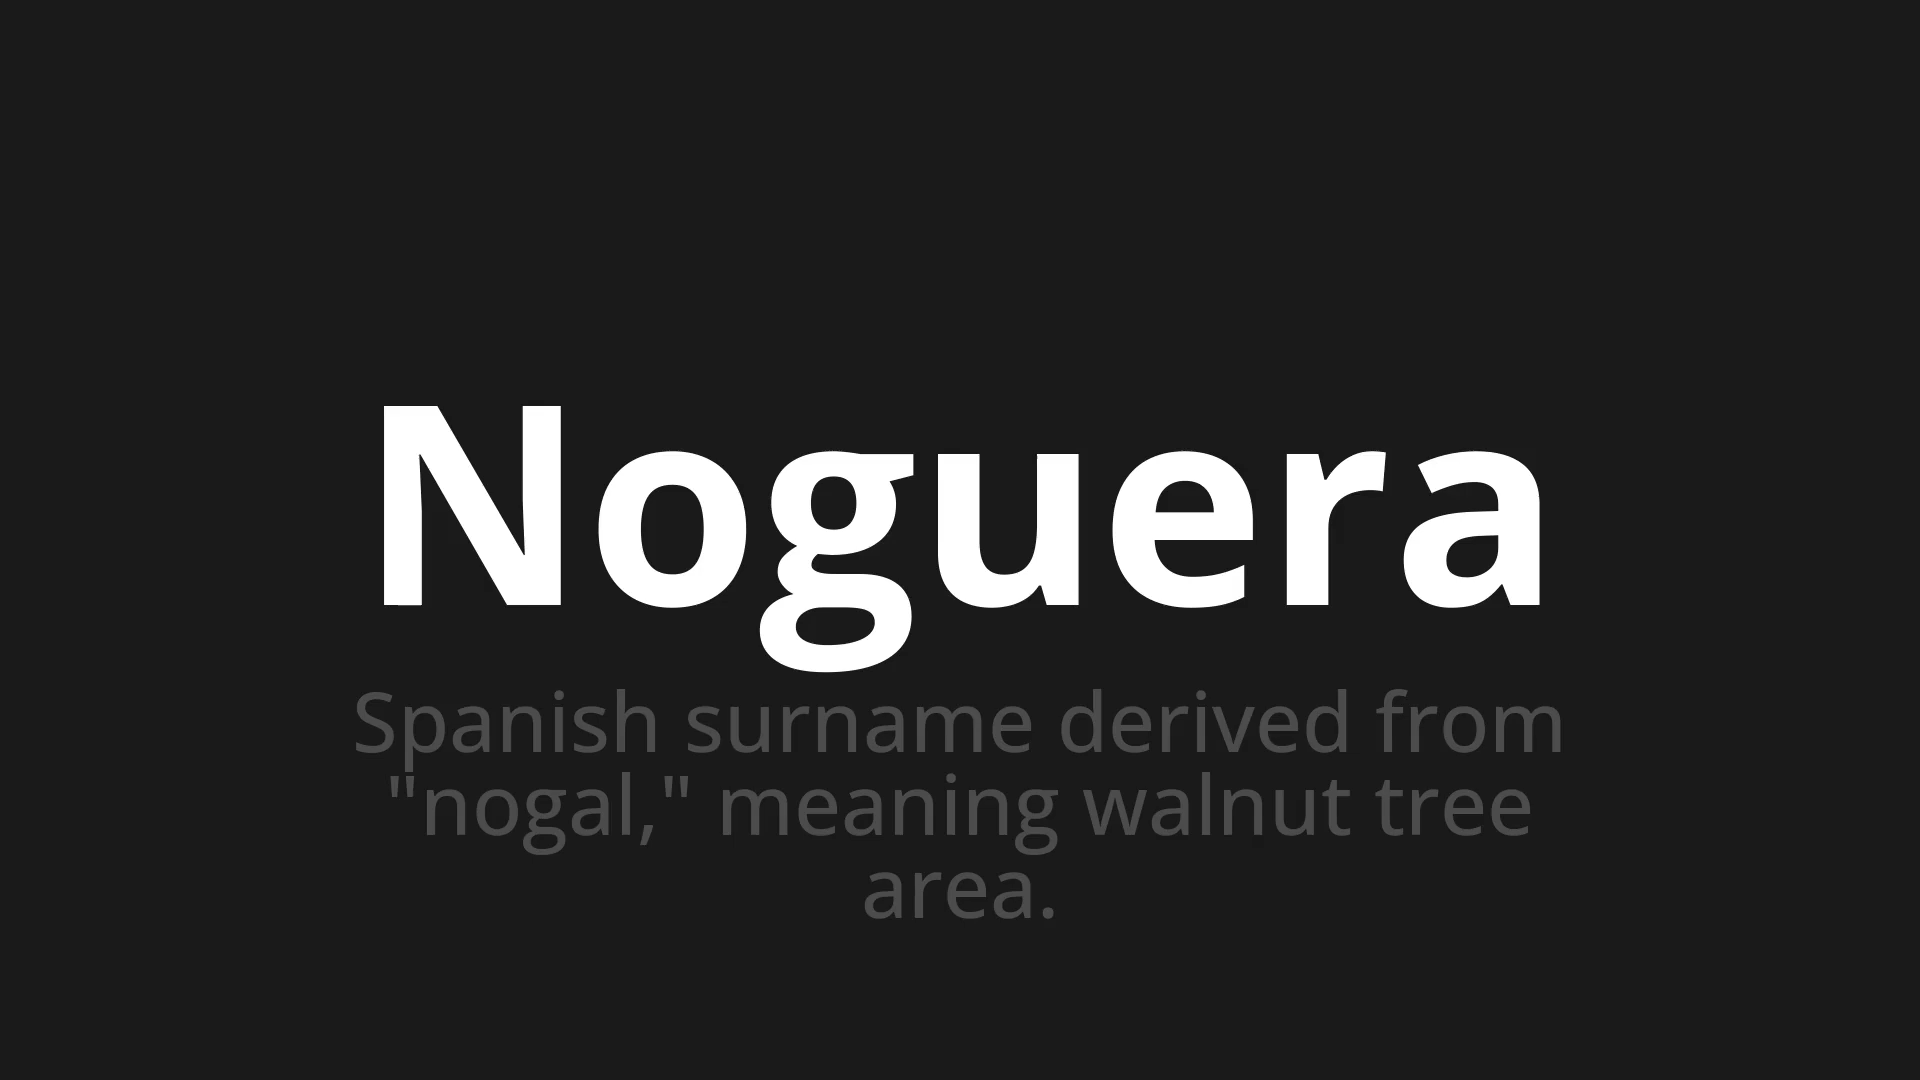 Noguera
Spanish surname derived from
"nogal," meaning walnut tree
area.